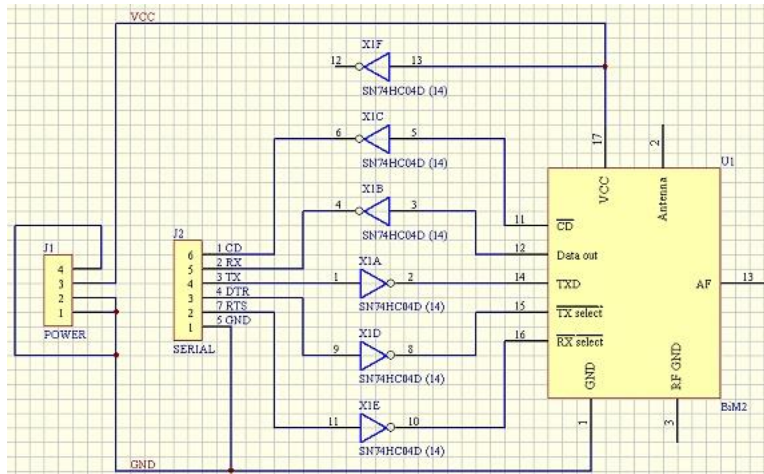 VCC
X1F
12 13
SN74HC04D (14)
X1C
6 5
SN74HC04D (14)
17 2 U1
VCC Antenna
X1B
4 3
SN74HC04D (14)
11 CD
12 Data out
J1
4
3
2
1
POWER
J2
6 1 CD
5 2 RX
4 3 TX
3 4 DTR
2 7 RTS
1 5 GND
SERIAL
X1A
1 2
SN74HC04D (14)
14 TXD
AF 13
15 TX select
16 RX select
X1D
9 8
SN74HC04D (14)
GND RF GND
BiM2
1 3
X1E
11 10
SN74HC04D (14)
GND